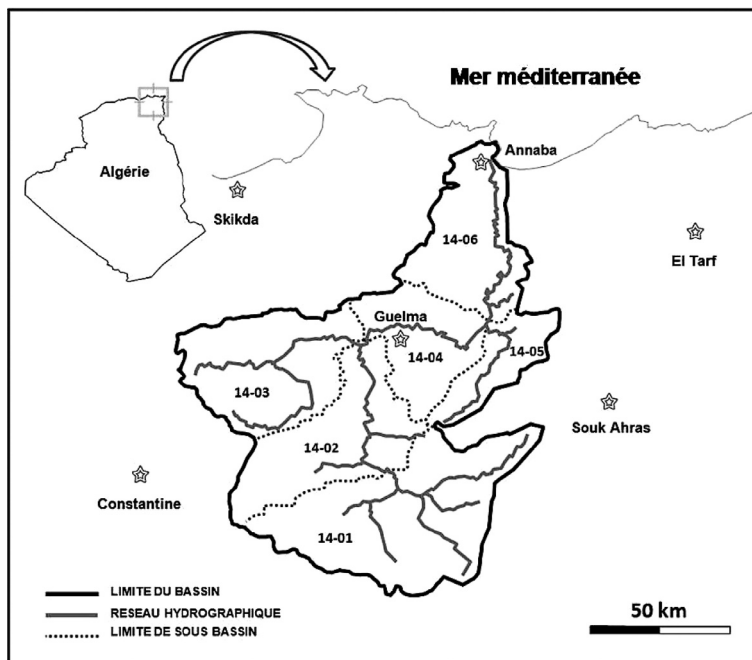 Mer méditerranée
Annaba
Algérie
Skikda
14-06
El Tarf
Guelma
14-04
14-05
14-03
Souk Ahras
14-02
Constantine
14-01
LIMITE DU BASSIN
RESEAU HYDROGRAPHIQUE
LIMITE DE SOUS BASSIN
50 km